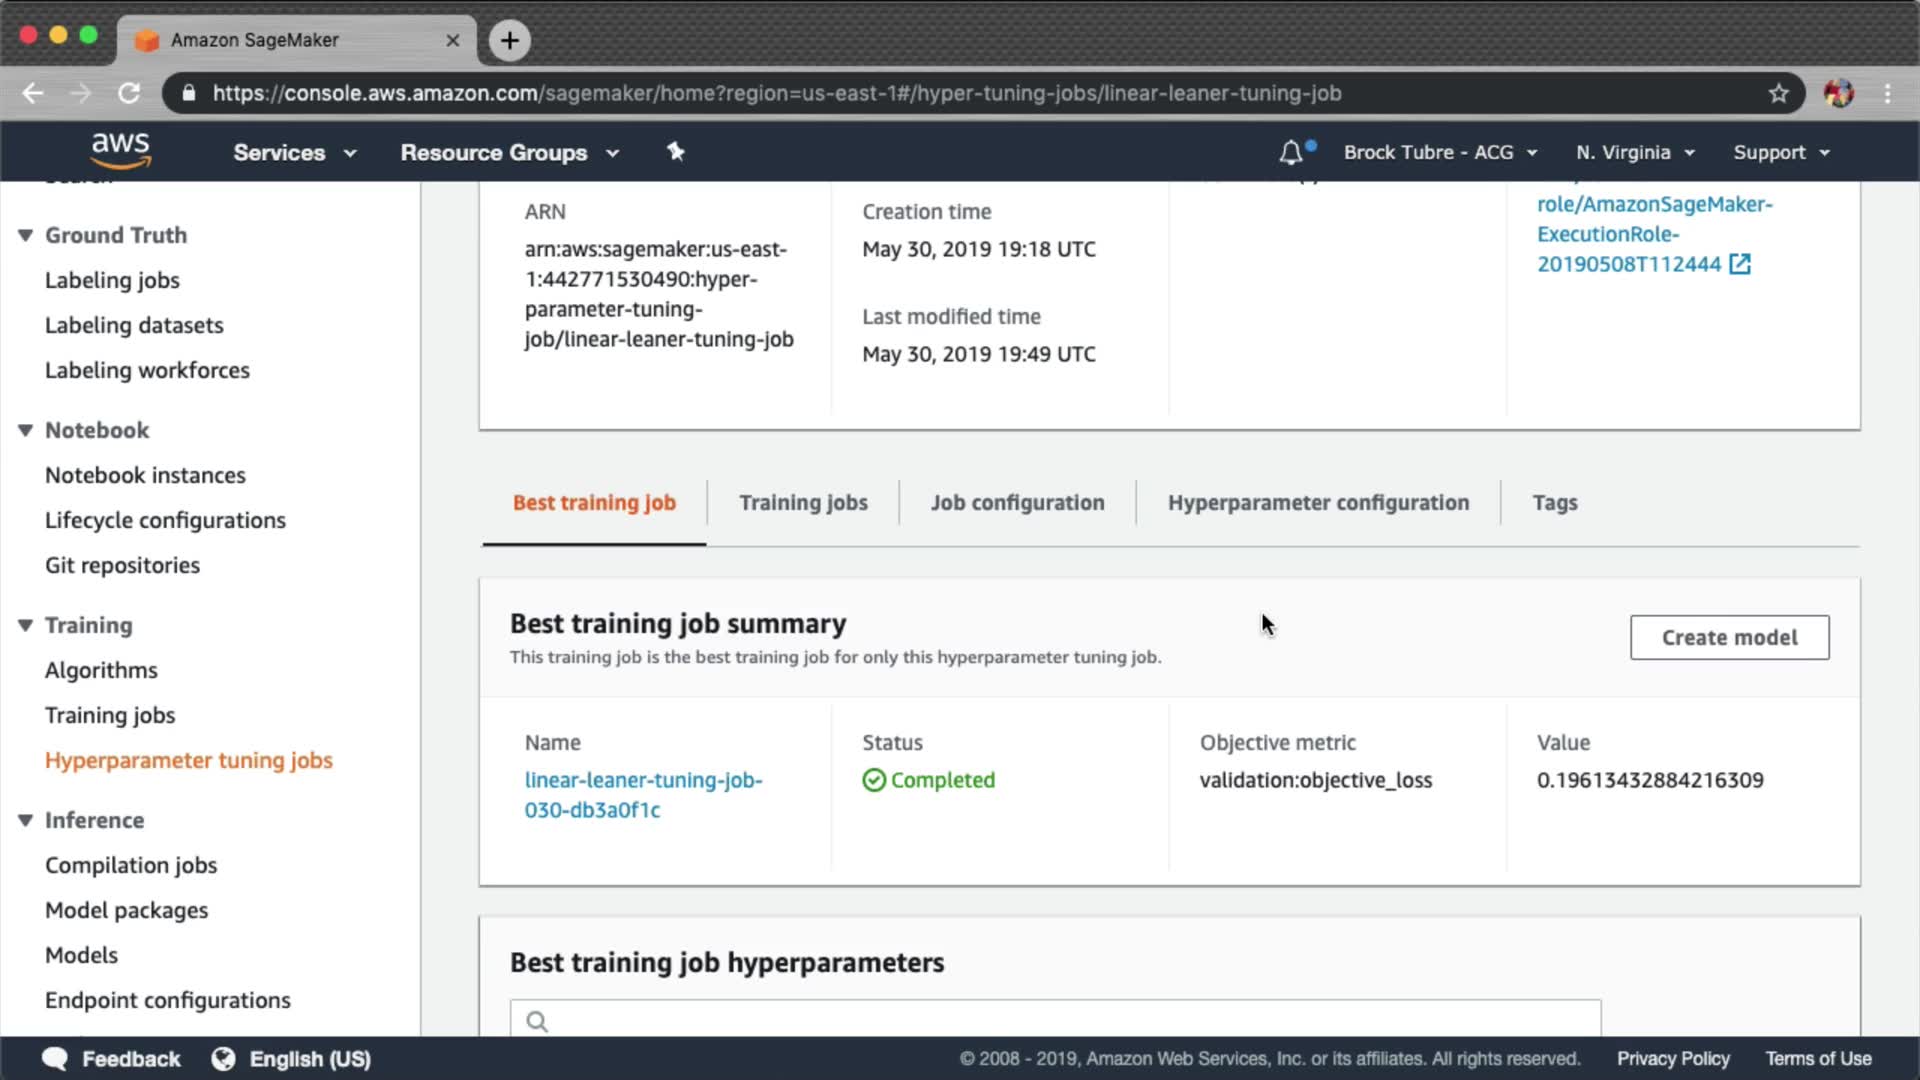 Amazon SageMaker
https://console.aws.amazon.com/sagemaker/home?region=us-east-1#/hyper-tuning-jobs/linear-leaner-tuning-job
aws
Services
Resource Groups
Brock Tubre - ACG
N. Virginia
Support
Ground Truth
Labeling jobs
Labeling datasets
Labeling workforces
Notebook
Notebook instances
Lifecycle configurations
Git repositories
Training
Algorithms
Training jobs
Hyperparameter tuning jobs
Inference
Compilation jobs
Model packages
Models
Endpoint configurations
ARN
arn:aws:sagemaker:us-east-
1:442771530490:hyper-
parameter-tuning-
job/linear-leaner-tuning-job
Creation time
May 30, 2019 19:18 UTC
Last modified time
May 30, 2019 19:49 UTC
role/AmazonSageMaker-
ExecutionRole-
20190508T112444
Best training job
Training jobs
Job configuration
Hyperparameter configuration
Tags
Best training job summary
This training job is the best training job for only this hyperparameter tuning job.
Create model
Name
linear-leaner-tuning-job-
030-db3a0f1c
Status
Completed
Objective metric
validation:objective_loss
Value
0.19613432884216309
Best training job hyperparameters
Feedback
English (US)
© 2008 - 2019, Amazon Web Services, Inc. or its affiliates. All rights reserved.
Privacy Policy
Terms of Use